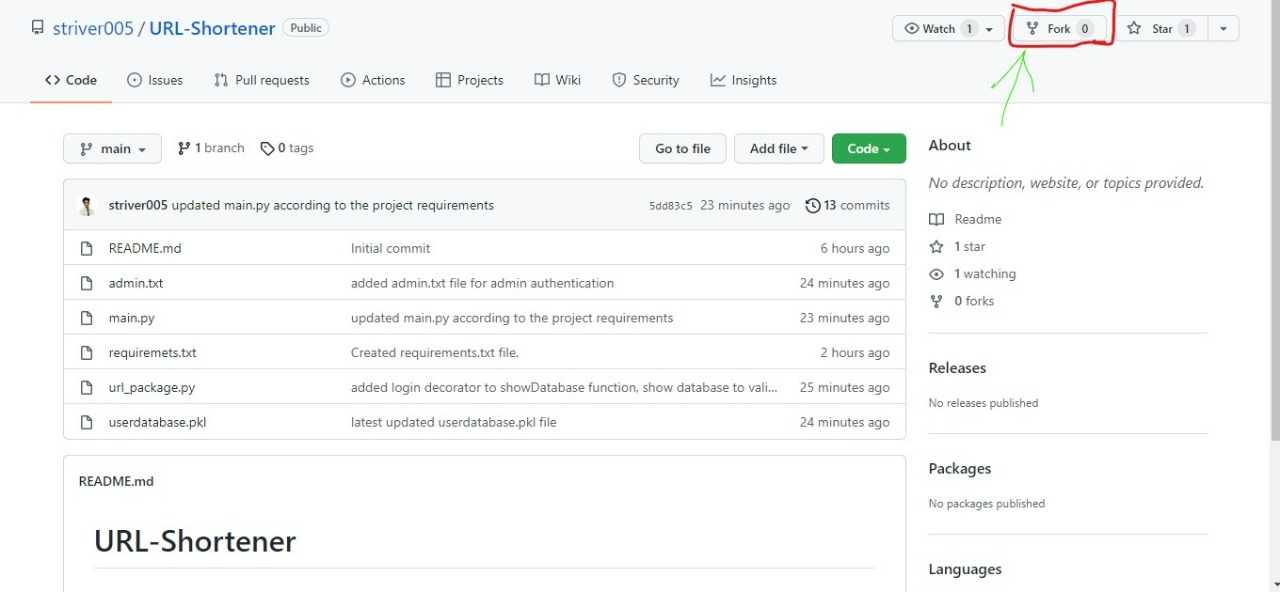 striver005 / URL-Shortener Public
Watch 1 Fork 0 Star 1
Code Issues Pull requests Actions Projects Wiki Security Insights
main 1 branch 0 tags Go to file Add file Code
striver005 updated main.py according to the project requirements 5dd83c5 23 minutes ago 13 commits
README.md Initial commit 6 hours ago
admin.txt added admin.txt file for admin authentication 24 minutes ago
main.py updated main.py according to the project requirements 23 minutes ago
requiremets.txt Created requirements.txt file. 2 hours ago
url_package.py added login decorator to showDatabase function, show database to vali... 25 minutes ago
userdatabase.pkl latest updated userdatabase.pkl file 24 minutes ago
README.md
URL-Shortener
About
No description, website, or topics provided.
Readme
1 star
1 watching
0 forks
Releases
No releases published
Packages
No packages published
Languages